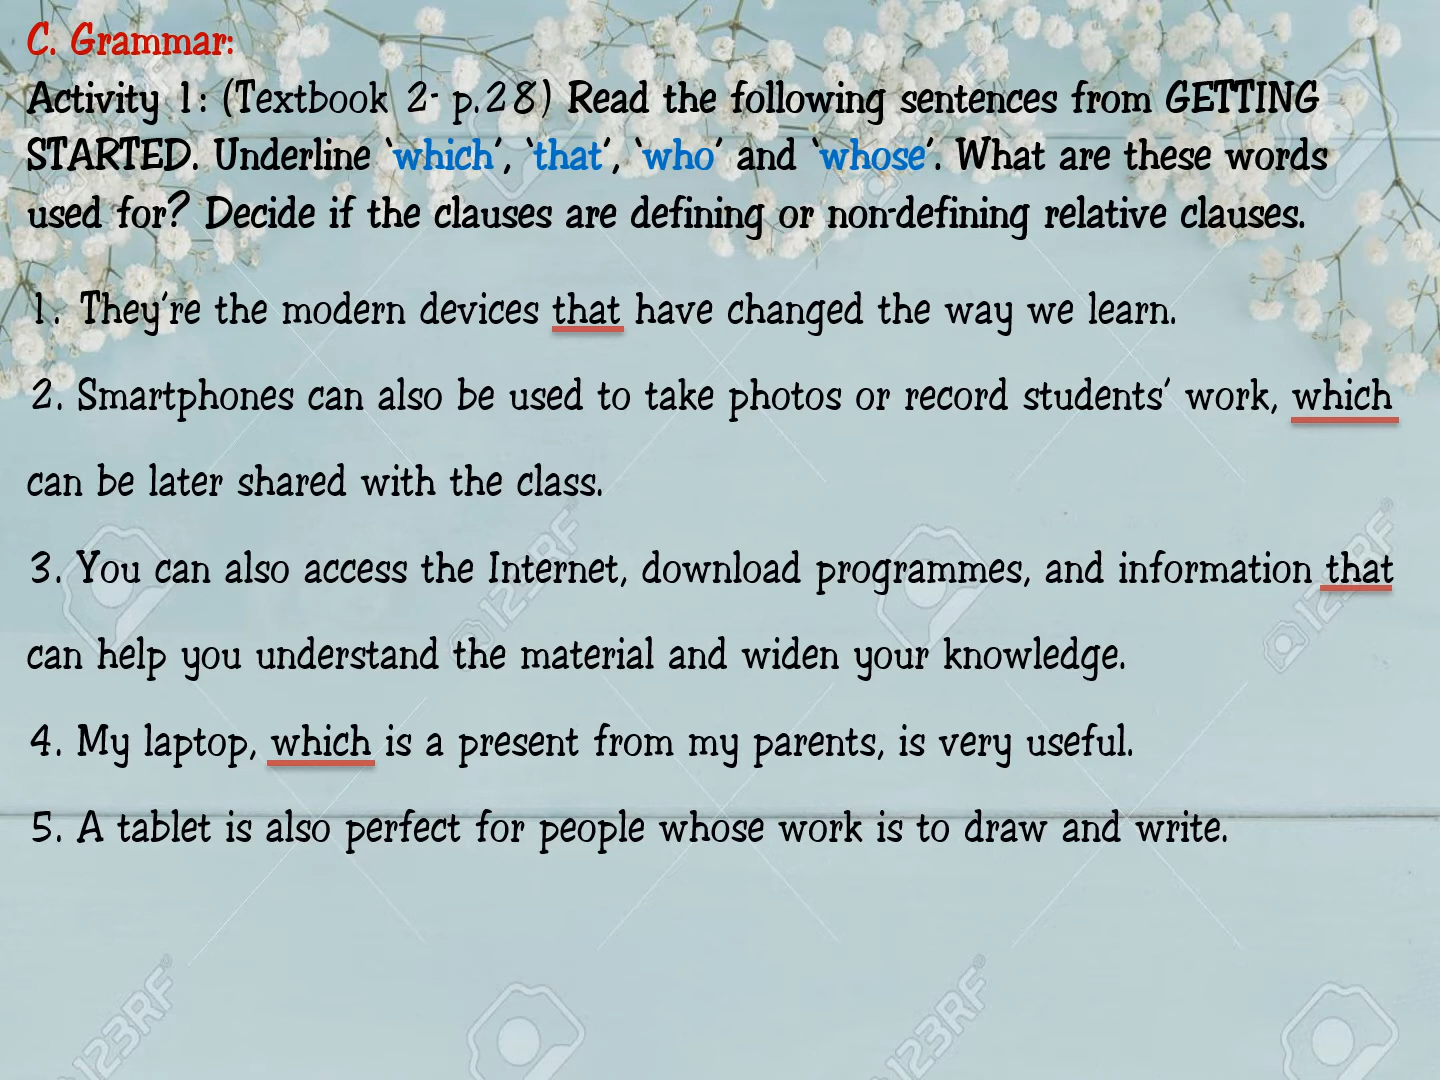 C. Grammar:
Activity 1: (Textbook 2- p.28) Read the following sentences from GETTING
STARTED. Underline ‘which’, ‘that’, ‘who’ and ‘whose’. What are these words
used for? Decide if the clauses are defining or non-defining relative clauses.
1. They’re the modern devices that have changed the way we learn.
2. Smartphones can also be used to take photos or record students’ work, which
can be later shared with the class.
3. You can also access the Internet, download programmes, and information that
can help you understand the material and widen your knowledge.
4. My laptop, which is a present from my parents, is very useful.
5. A tablet is also perfect for people whose work is to draw and write.
123RF
123RF
123RF
123RF